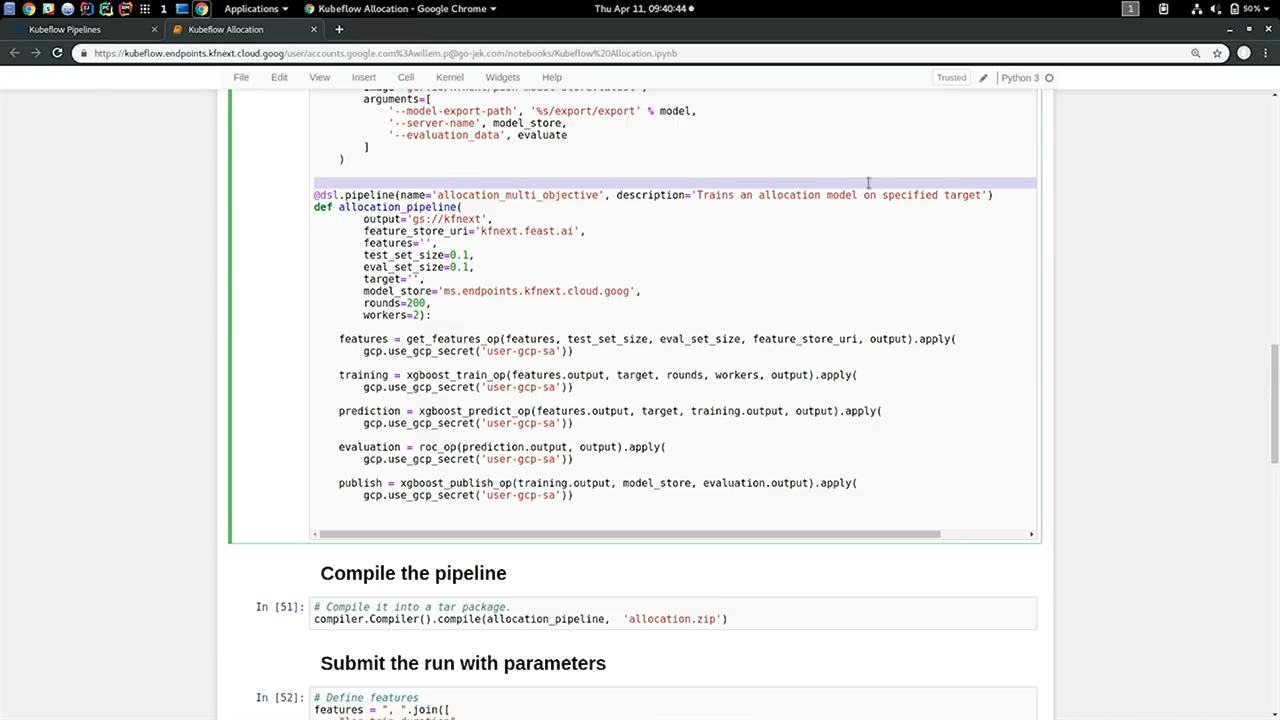 Applications
Kubeflow Allocation - Google Chrome
Thu Apr 11, 09:40:44
1
50%
Kubeflow Pipelines
Kubeflow Allocation
https://kubeflow.endpoints.kfnext.cloud.goog/user/accounts.google.com%3Awillem.p@go-jek.com/notebooks/Kubeflow%20Allocation.ipynb
File Edit View Insert Cell Kernel Widgets Help
Trusted
Python 3
arguments=[
'--model-export-path', '%s/export/export' % model,
'--server-name', model_store,
'--evaluation_data', evaluate
]
)
@dsl.pipeline(name='allocation_multi_objective', description='Trains an allocation model on specified target')
def allocation_pipeline(
output='gs://kfnext',
feature_store_uri='kfnext.feast.ai',
features='',
test_set_size=0.1,
eval_set_size=0.1,
target='',
model_store='ms.endpoints.kfnext.cloud.goog',
rounds=200,
workers=2):
features = get_features_op(features, test_set_size, eval_set_size, feature_store_uri, output).apply(
gcp.use_gcp_secret('user-gcp-sa'))
training = xgboost_train_op(features.output, target, rounds, workers, output).apply(
gcp.use_gcp_secret('user-gcp-sa'))
prediction = xgboost_predict_op(features.output, target, training.output, output).apply(
gcp.use_gcp_secret('user-gcp-sa'))
evaluation = roc_op(prediction.output, output).apply(
gcp.use_gcp_secret('user-gcp-sa'))
publish = xgboost_publish_op(training.output, model_store, evaluation.output).apply(
gcp.use_gcp_secret('user-gcp-sa'))
Compile the pipeline
In [51]:
# Compile it into a tar package.
compiler.Compiler().compile(allocation_pipeline, 'allocation.zip')
Submit the run with parameters
In [52]:
# Define features
features = ", ".join([